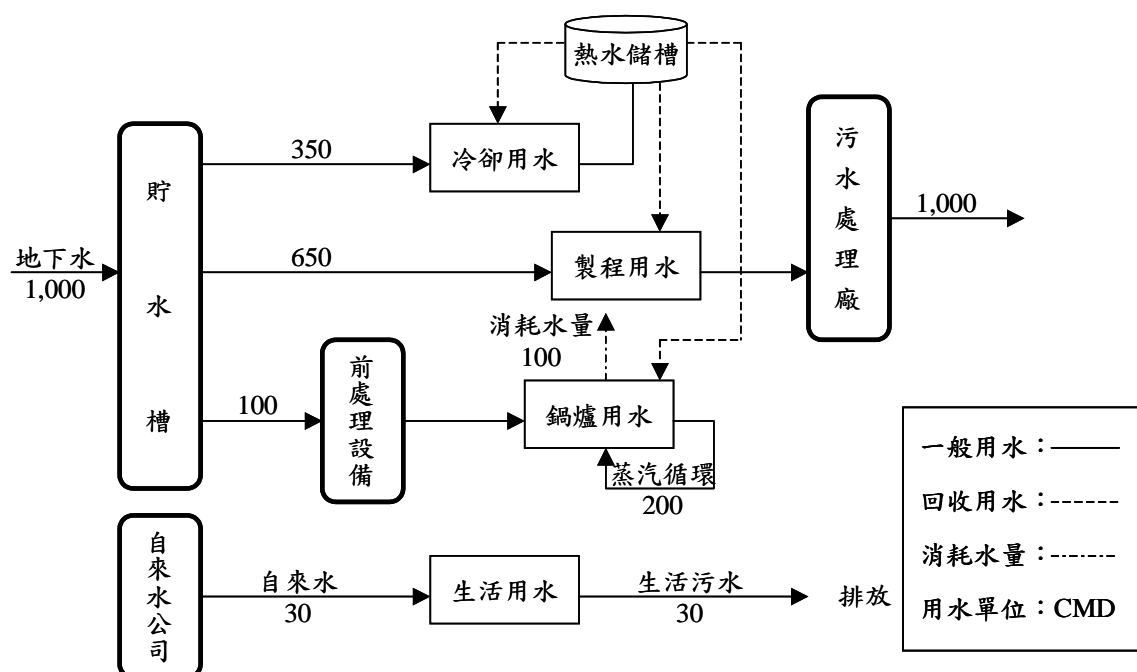 熱水儲槽
350
冷卻用水
污水處理廠
1,000
貯水槽
地下水
1,000
650
製程用水
消耗水量
100
100
前處理設備
鍋爐用水
蒸汽循環
200
一般用水：
回收用水：
消耗水量：
用水單位：CMD
自來水公司
自來水
30
生活用水
生活污水
30
排放